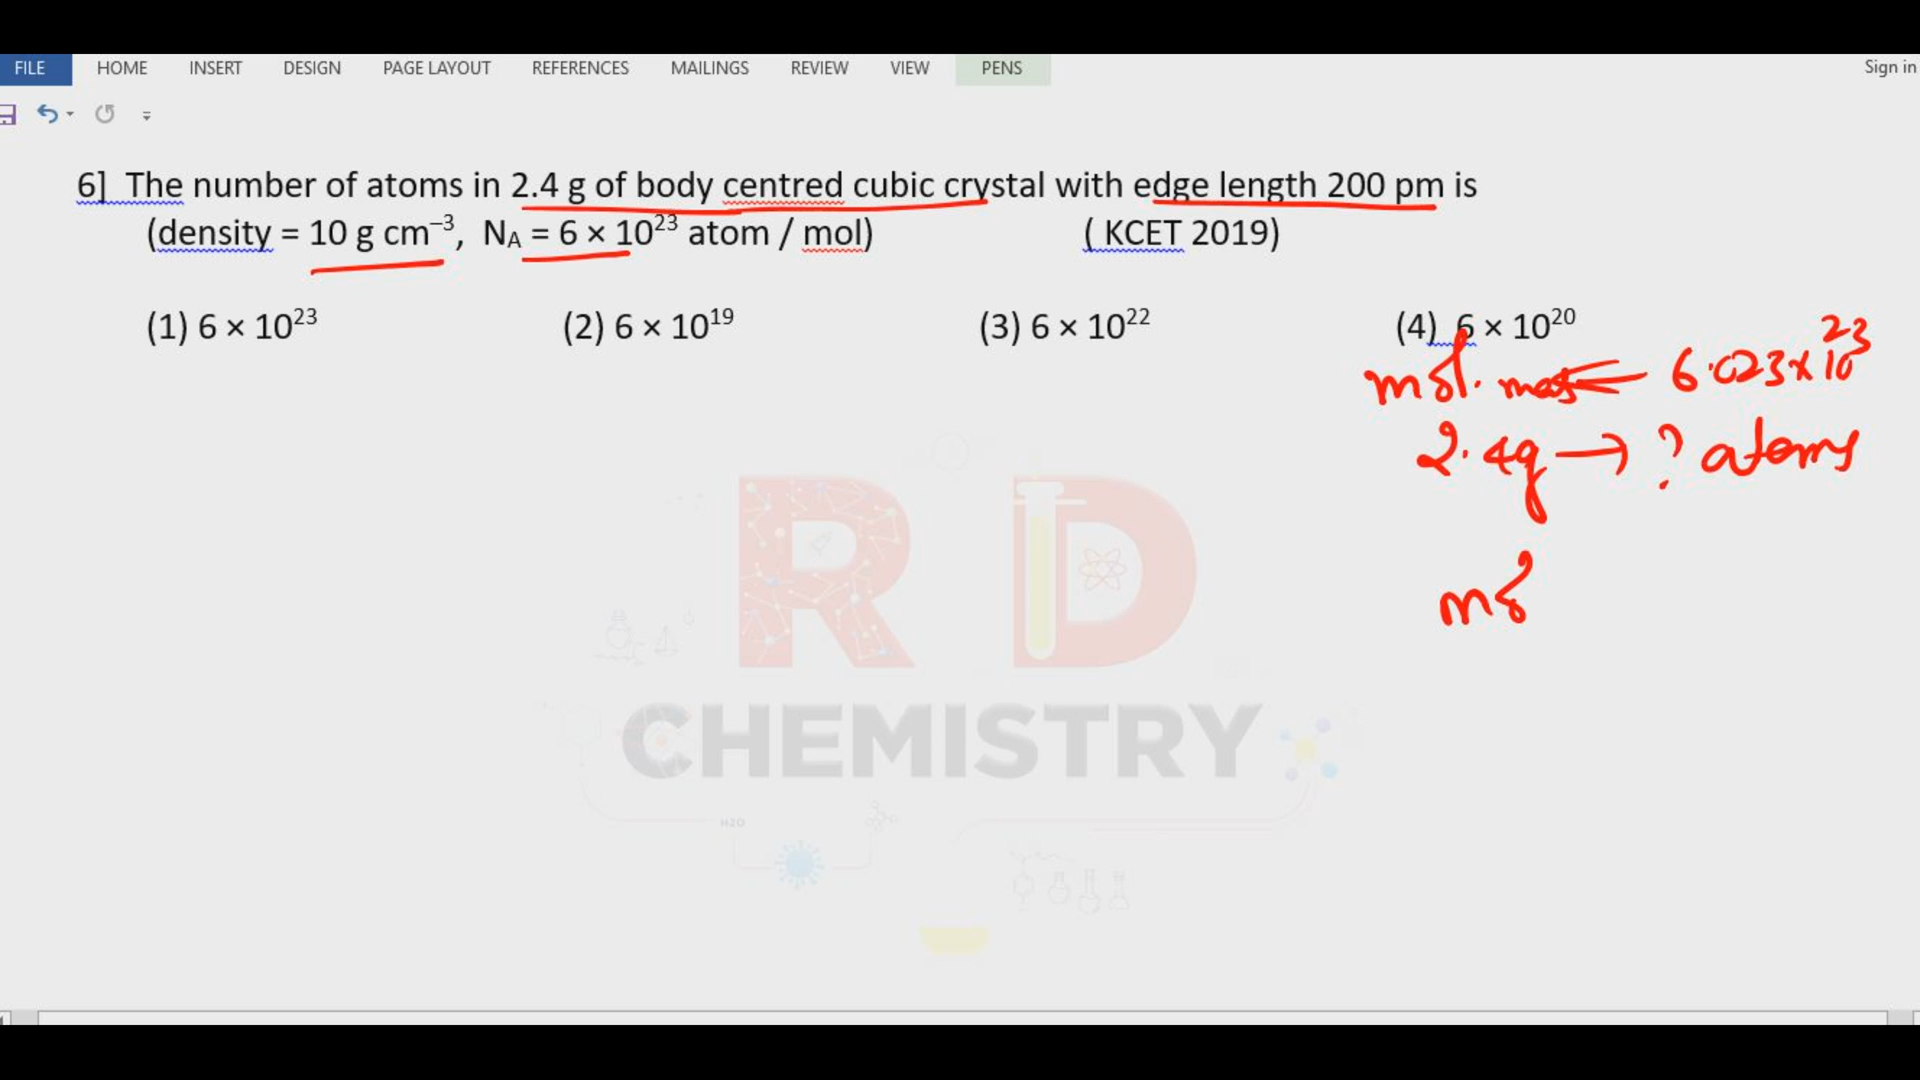 FILE HOME INSERT DESIGN PAGE LAYOUT REFERENCES MAILINGS REVIEW VIEW PENS Sign in
6] The number of atoms in 2.4 g of body centred cubic crystal with edge length 200 pm is
(density = 10 g cm⁻³, N_A = 6 × 10²³ atom / mol) ( KCET 2019)
(1) 6 × 10²³ (2) 6 × 10¹⁹ (3) 6 × 10²² (4) 6 × 10²⁰
mol. mass ← 6.023 × 10²³
2.4g → ? atoms
mol
R D
CHEMISTRY
H2O